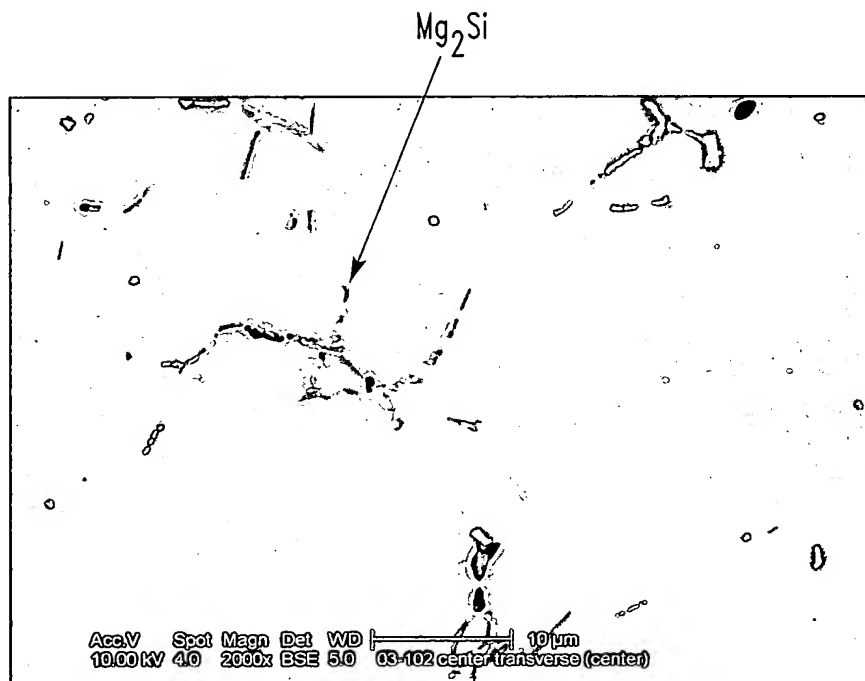 Mg₂Si
Acc.V Spot Magn Det WD 10 µm
10.00 kV 4.0 2000x BSE 5.0 03-102 center transverse (center)